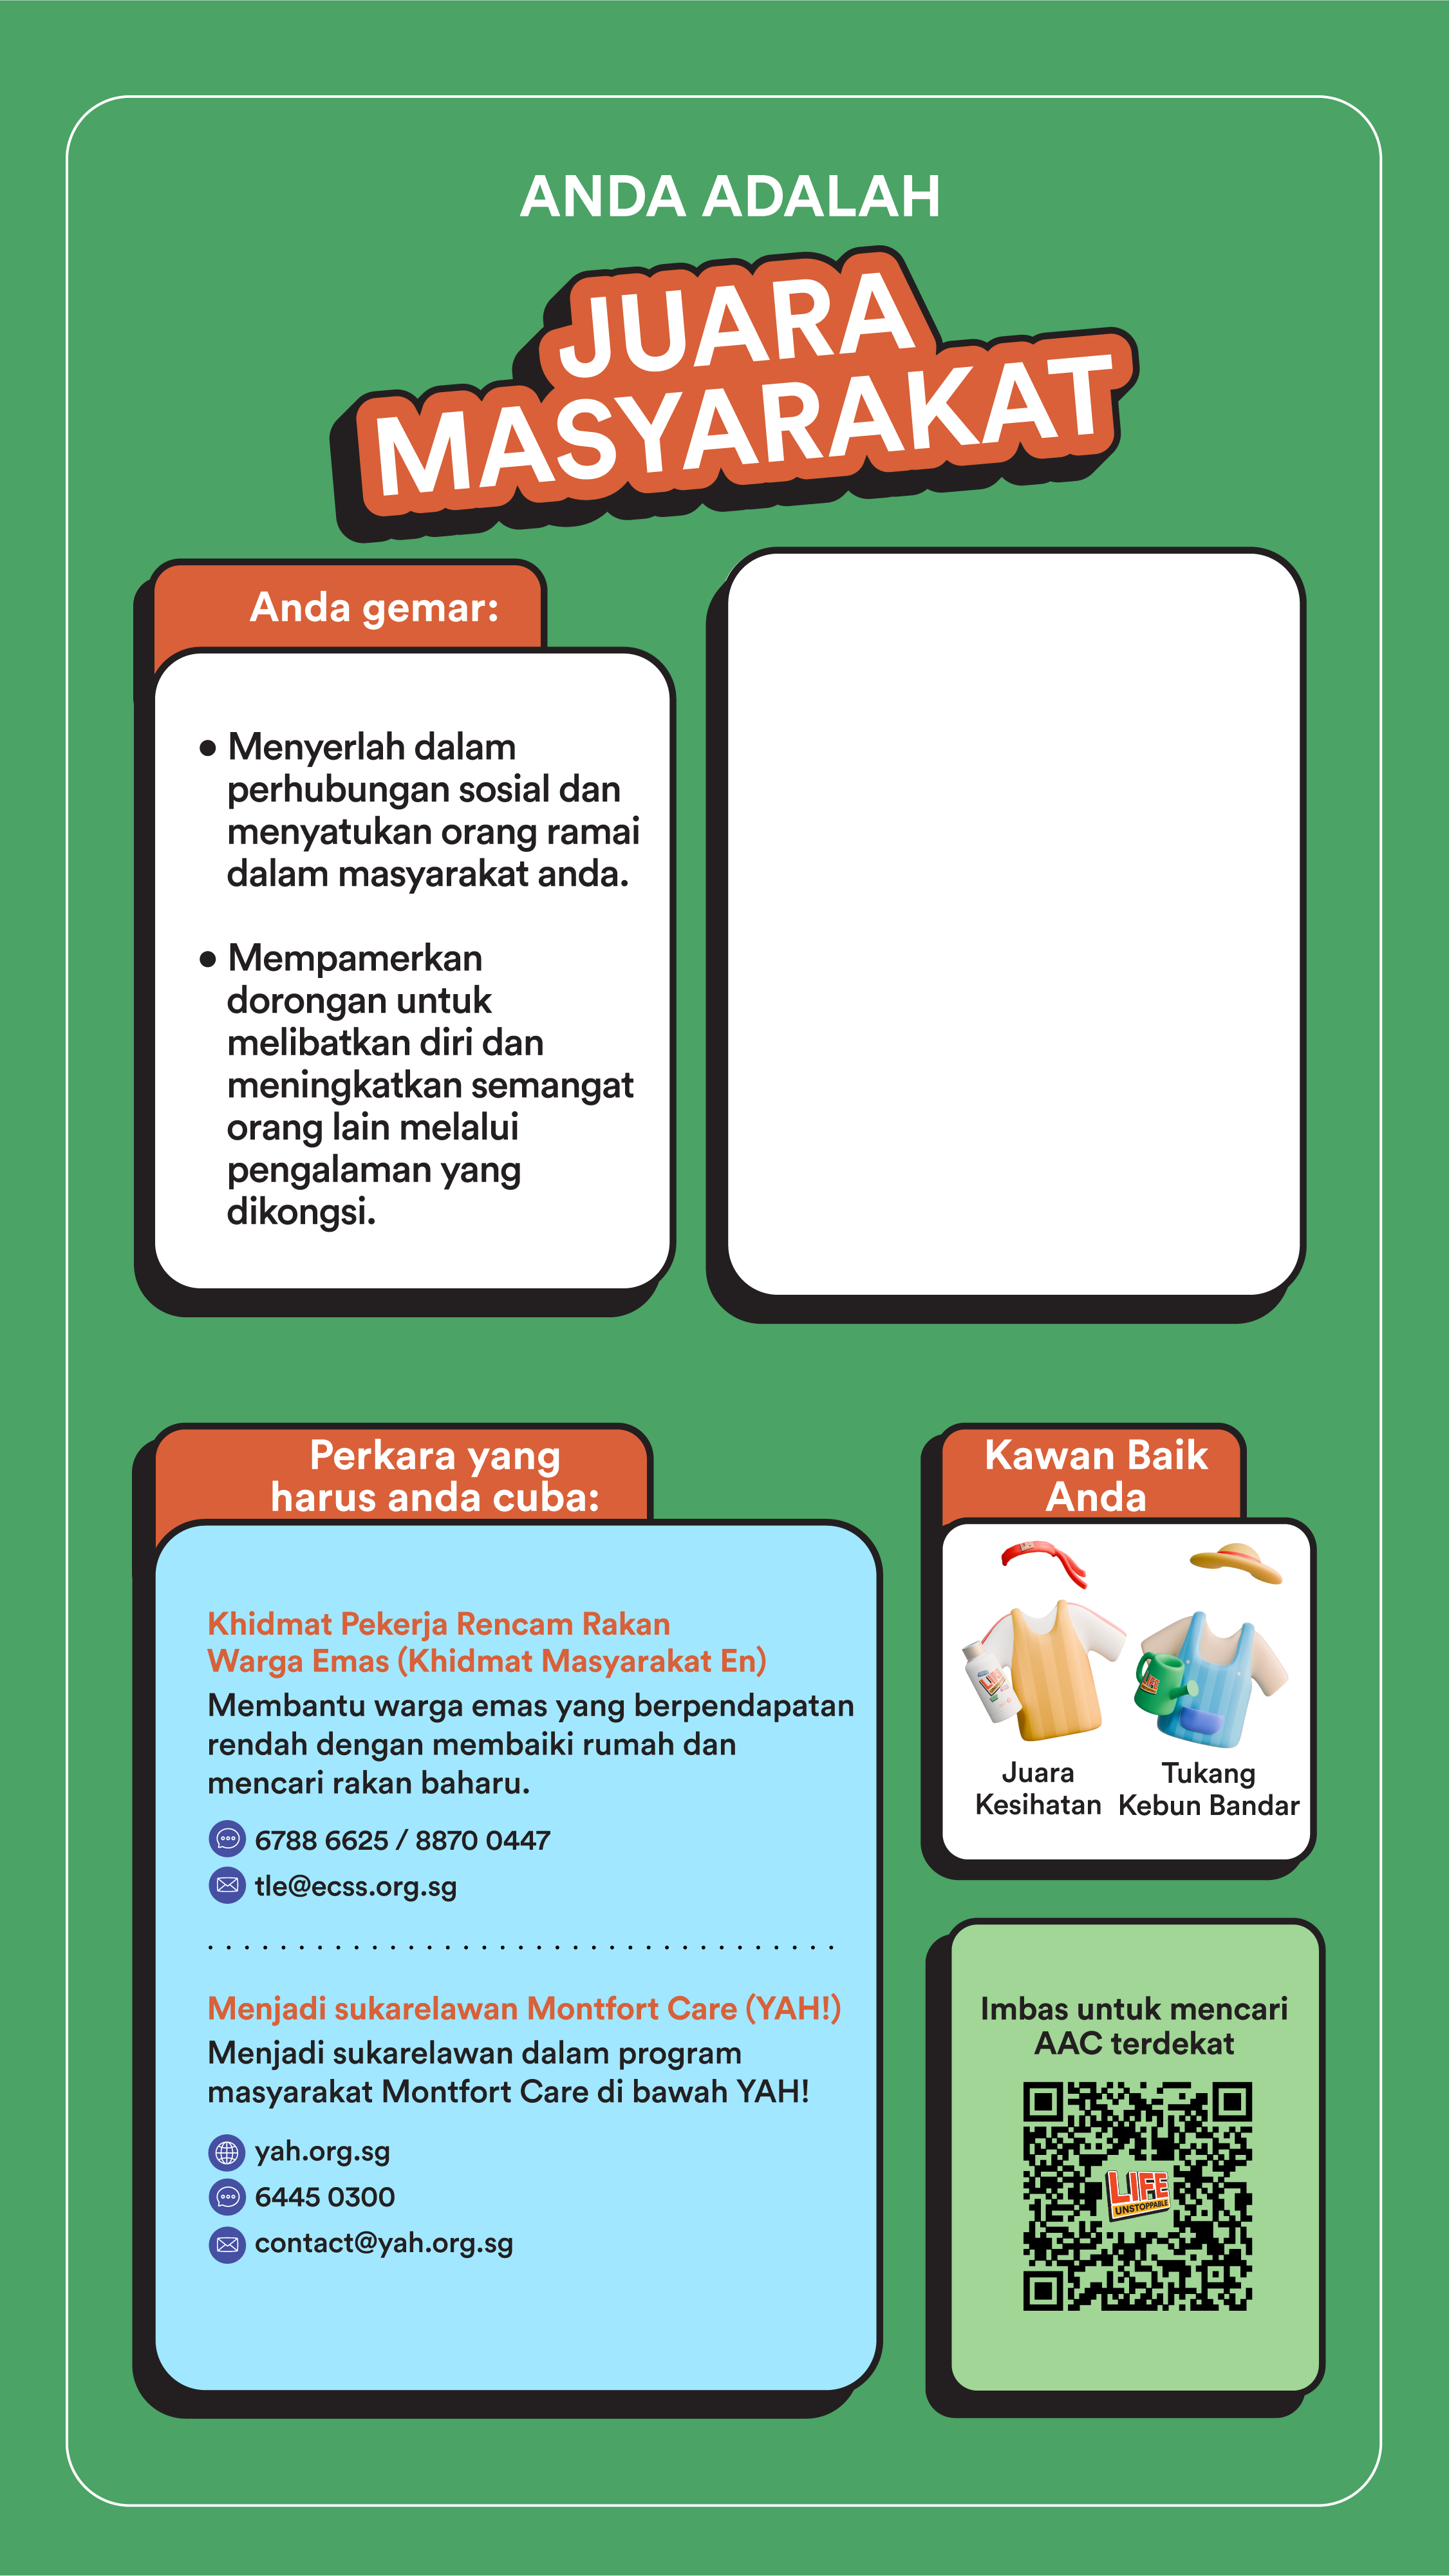 ANDA ADALAH
JUARA
MASYARAKAT
Anda gemar:
● Menyerlah dalam
perhubungan sosial dan
menyatukan orang ramai
dalam masyarakat anda.
● Mempamerkan
dorongan untuk
melibatkan diri dan
meningkatkan semangat
orang lain melalui
pengalaman yang
dikongsi.
Perkara yang
harus anda cuba:
Khidmat Pekerja Rencam Rakan
Warga Emas (Khidmat Masyarakat En)
Membantu warga emas yang berpendapatan
rendah dengan membaiki rumah dan
mencari rakan baharu.
6788 6625 / 8870 0447
tle@ecss.org.sg
Menjadi sukarelawan Montfort Care (YAH!)
Menjadi sukarelawan dalam program
masyarakat Montfort Care di bawah YAH!
yah.org.sg
6445 0300
contact@yah.org.sg
Kawan Baik
Anda
LIFE
LIFE
Juara
Kesihatan
Tukang
Kebun Bandar
Imbas untuk mencari
AAC terdekat
LIFE
UNSTOPPABLE